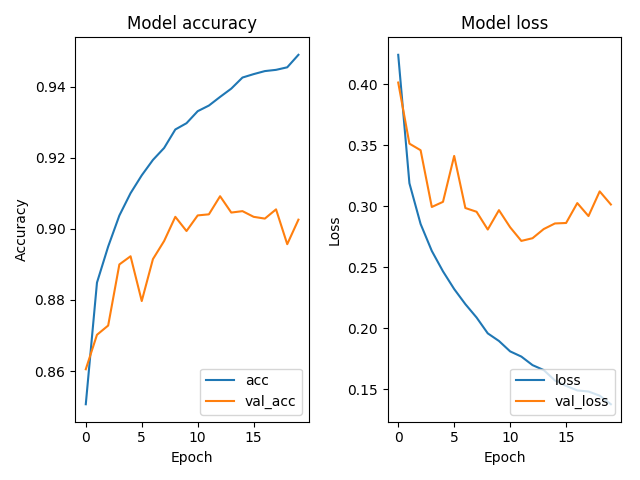 Model accuracy
Accuracy
0.94
0.92
0.90
0.88
0.86
acc
val_acc
0 5 10 15
Epoch
Model loss
Loss
0.40
0.35
0.30
0.25
0.20
0.15
loss
val_loss
0 5 10 15
Epoch